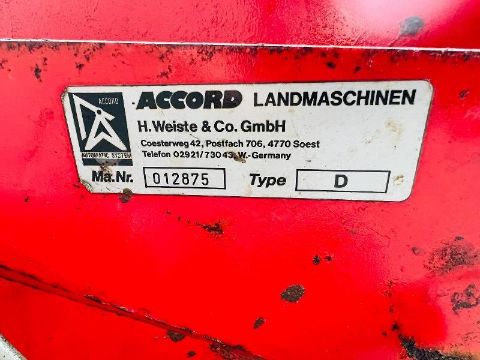 ACCORD
AUTOMATIC SYSTEM
ACCORD LANDMASCHINEN
H. Weiste & Co. GmbH
Coesterweg 42, Postfach 706, 4770 Soest
Telefon 02921/73043, W.-Germany
Ma.Nr. 012875 Type D